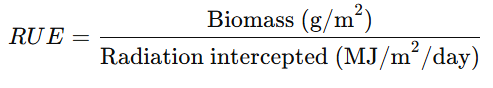 RUE = Biomass (g/m²) / Radiation intercepted (MJ/m²/day)